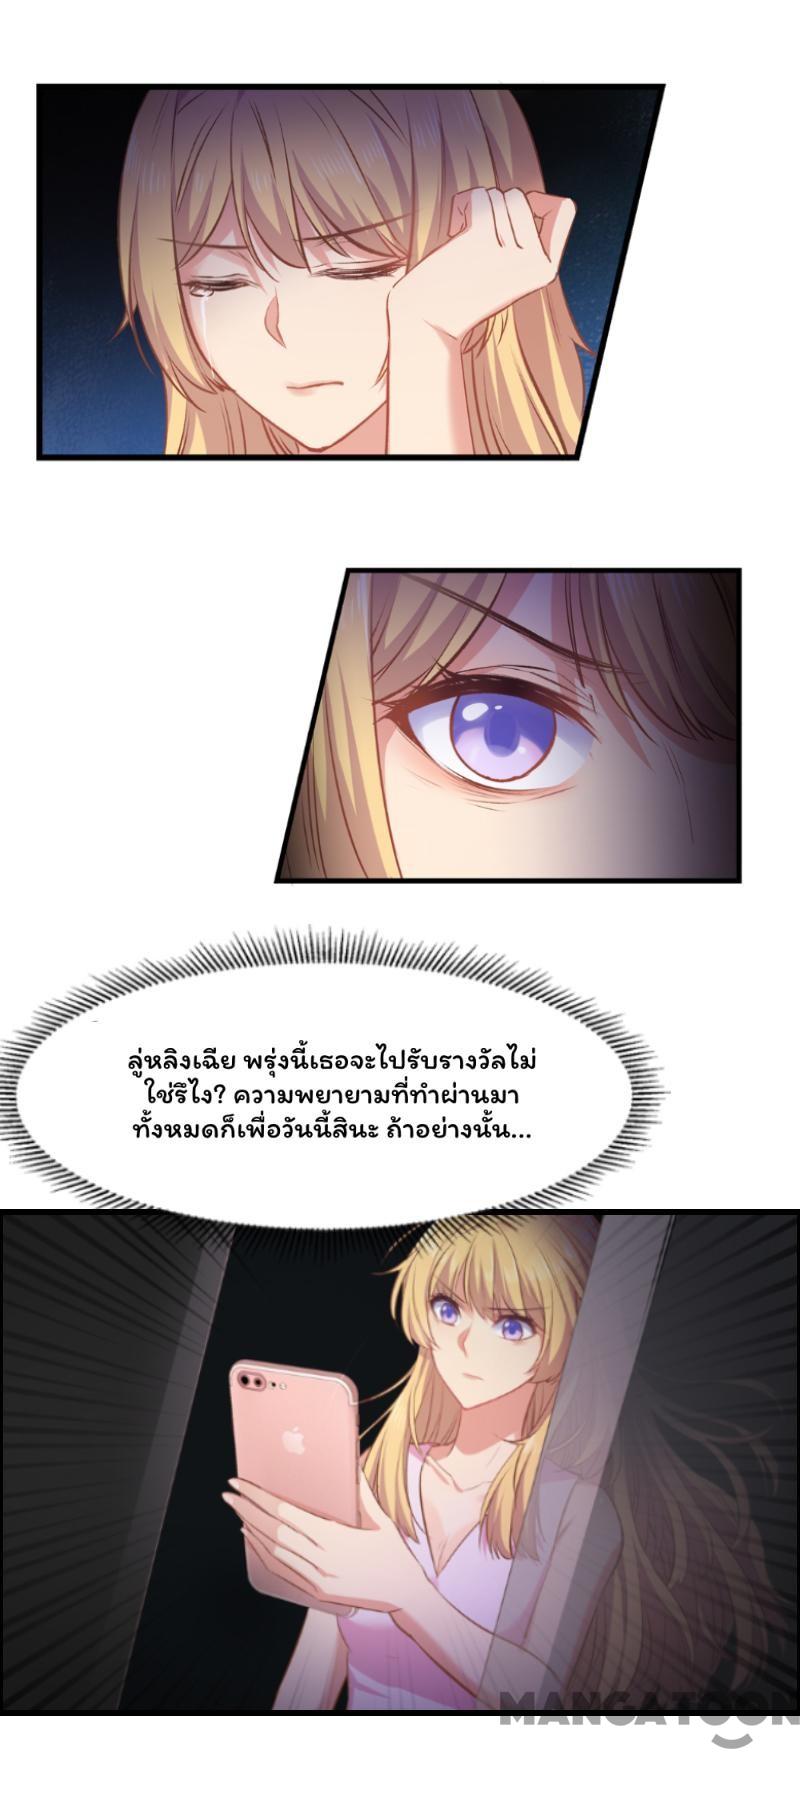 ลู่หลิงเฉีย พรุ่งนี้เธอจะไปรับรางวัลไม่
ใช่รึไง? ความพยายามที่ทำผ่านมา
ทั้งหมดก็เพื่อวันนี้สินะ ถ้าอย่างนั้น...
MANGATOON